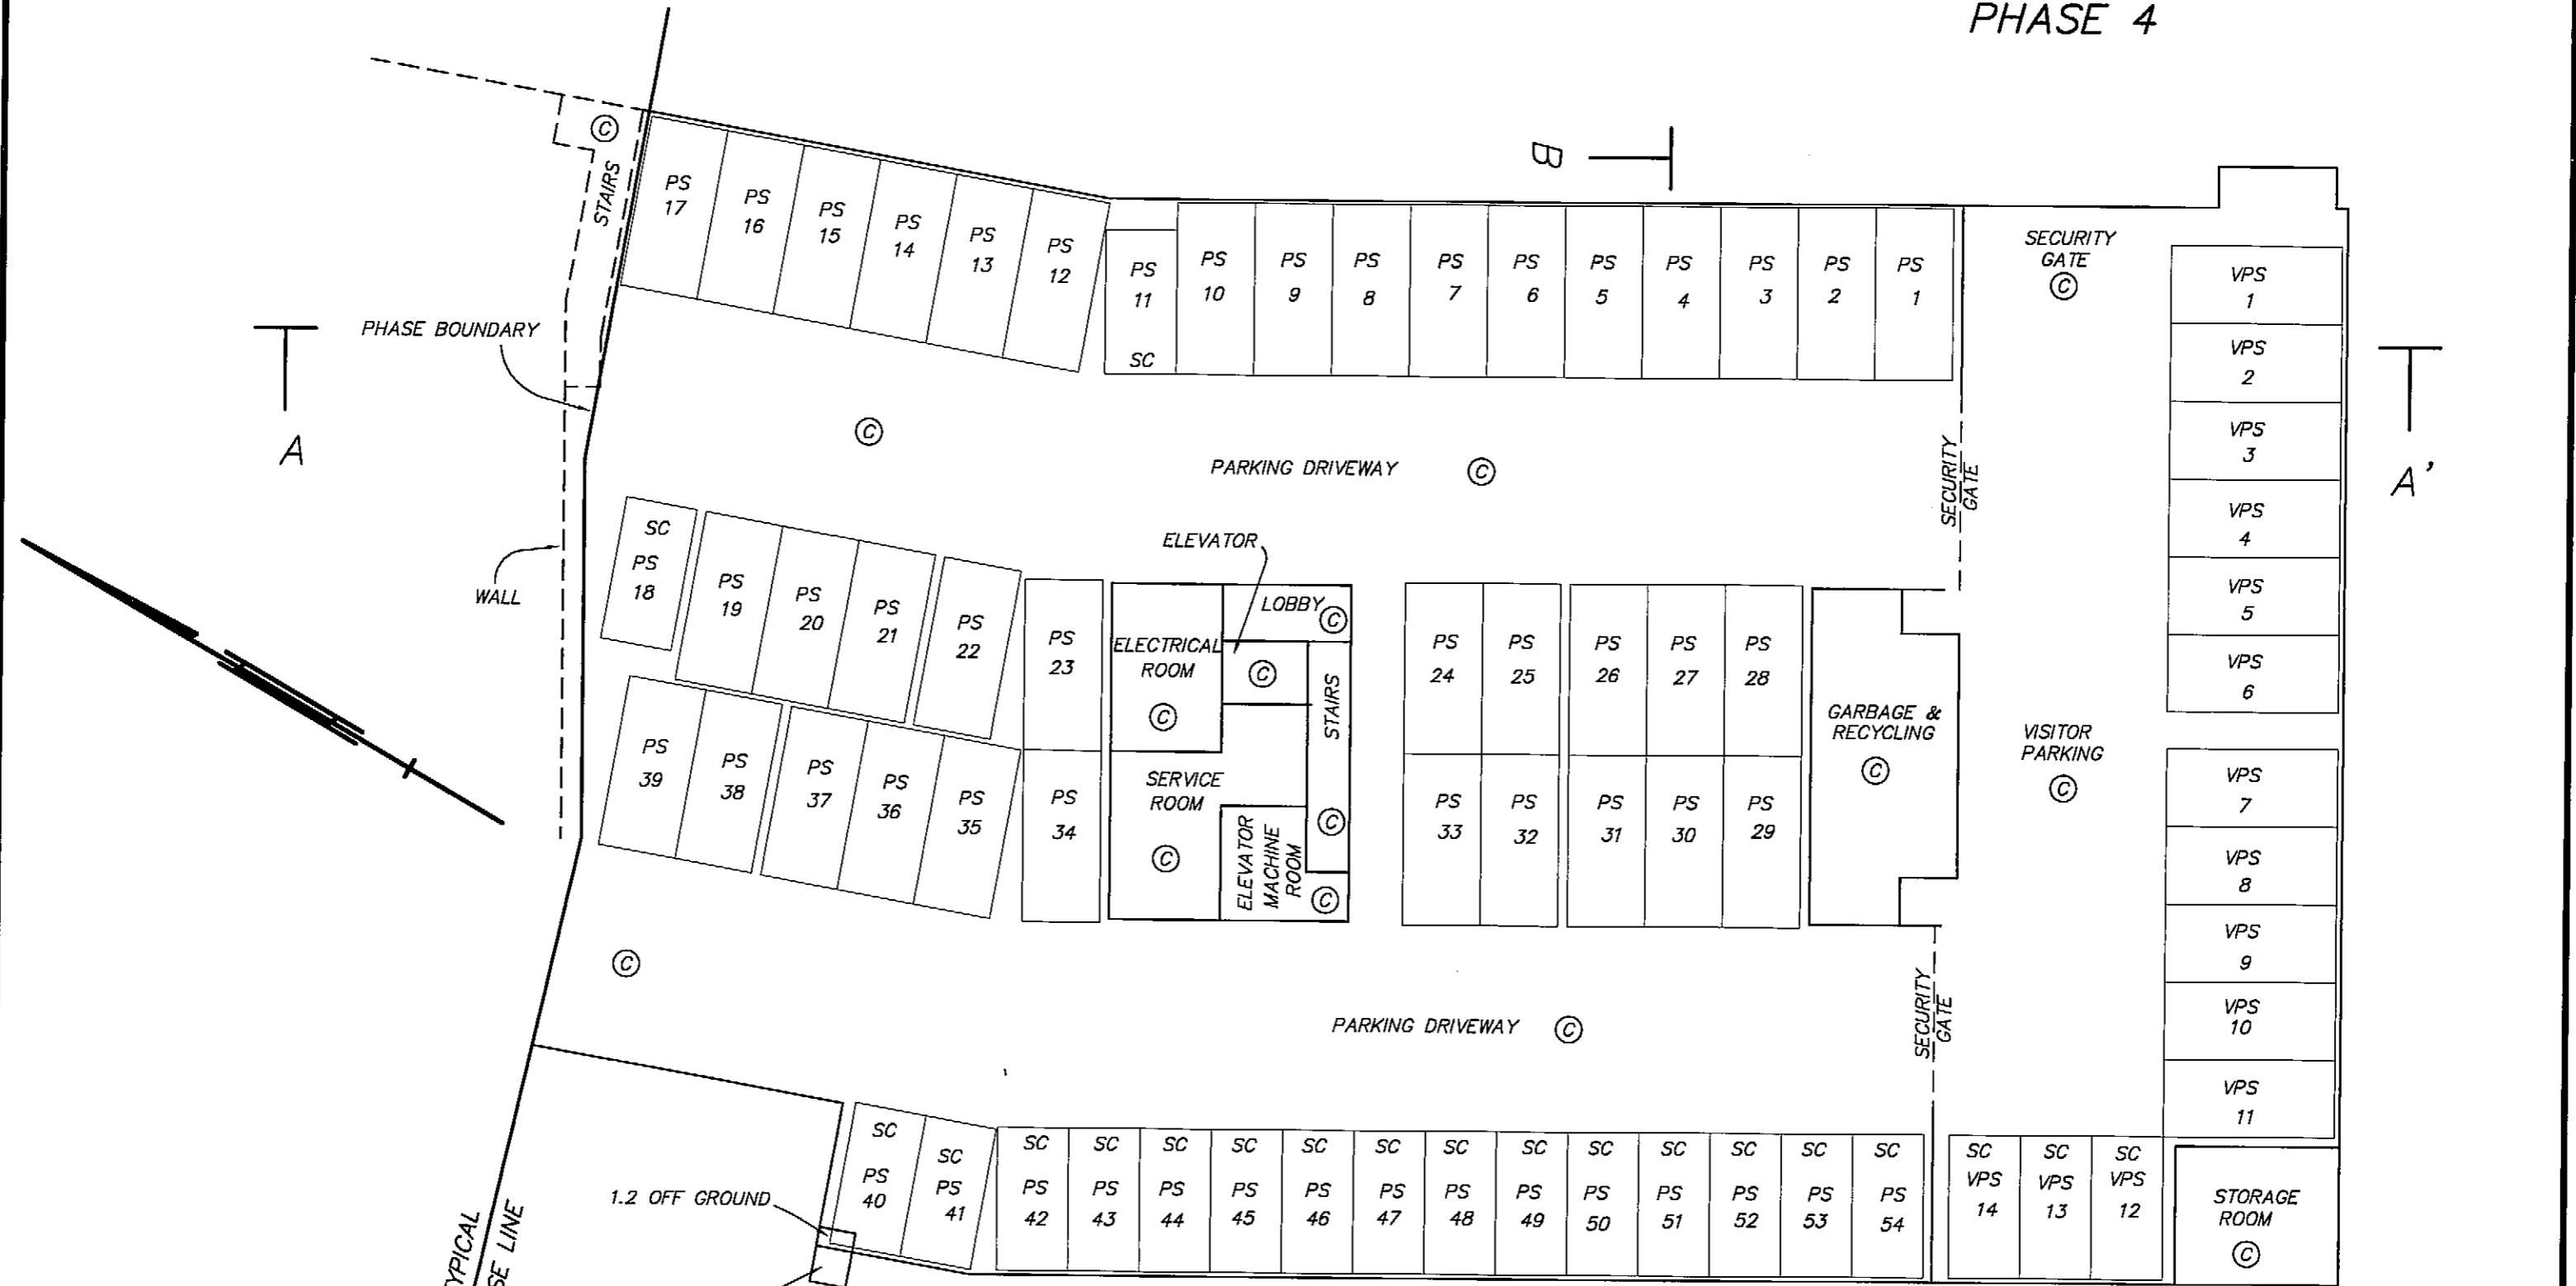 PHASE 4
B
C
STAIRS
PS
17
PS
16
PS
15
PS
14
PS
13
PS
12
PS
11
SC
PS
10
PS
9
PS
8
PS
7
PS
6
PS
5
PS
4
PS
3
PS
2
PS
1
SECURITY
GATE
C
VPS
1
VPS
2
VPS
3
VPS
4
VPS
5
VPS
6
PHASE BOUNDARY
A
A'
C
PARKING DRIVEWAY C
SECURITY
GATE
WALL
SC
PS
18
PS
19
PS
20
PS
21
PS
22
PS
23
ELEVATOR
LOBBY
C
ELECTRICAL
ROOM
C
C
STAIRS
C
PS
24
PS
25
PS
26
PS
27
PS
28
GARBAGE &
RECYCLING
C
VISITOR
PARKING
C
VPS
7
VPS
8
VPS
9
VPS
10
VPS
11
PS
39
PS
38
PS
37
PS
36
PS
35
PS
34
SERVICE
ROOM
C
ELEVATOR
MACHINE
ROOM
C
PS
33
PS
32
PS
31
PS
30
PS
29
C
PARKING DRIVEWAY C
SECURITY
GATE
1.2 OFF GROUND
SC
PS
40
SC
PS
41
SC
PS
42
SC
PS
43
SC
PS
44
SC
PS
45
SC
PS
46
SC
PS
47
SC
PS
48
SC
PS
49
SC
PS
50
SC
PS
51
SC
PS
52
SC
PS
53
SC
PS
54
SC
VPS
14
SC
VPS
13
SC
VPS
12
STORAGE
ROOM
C
YPICAL
SE LINE